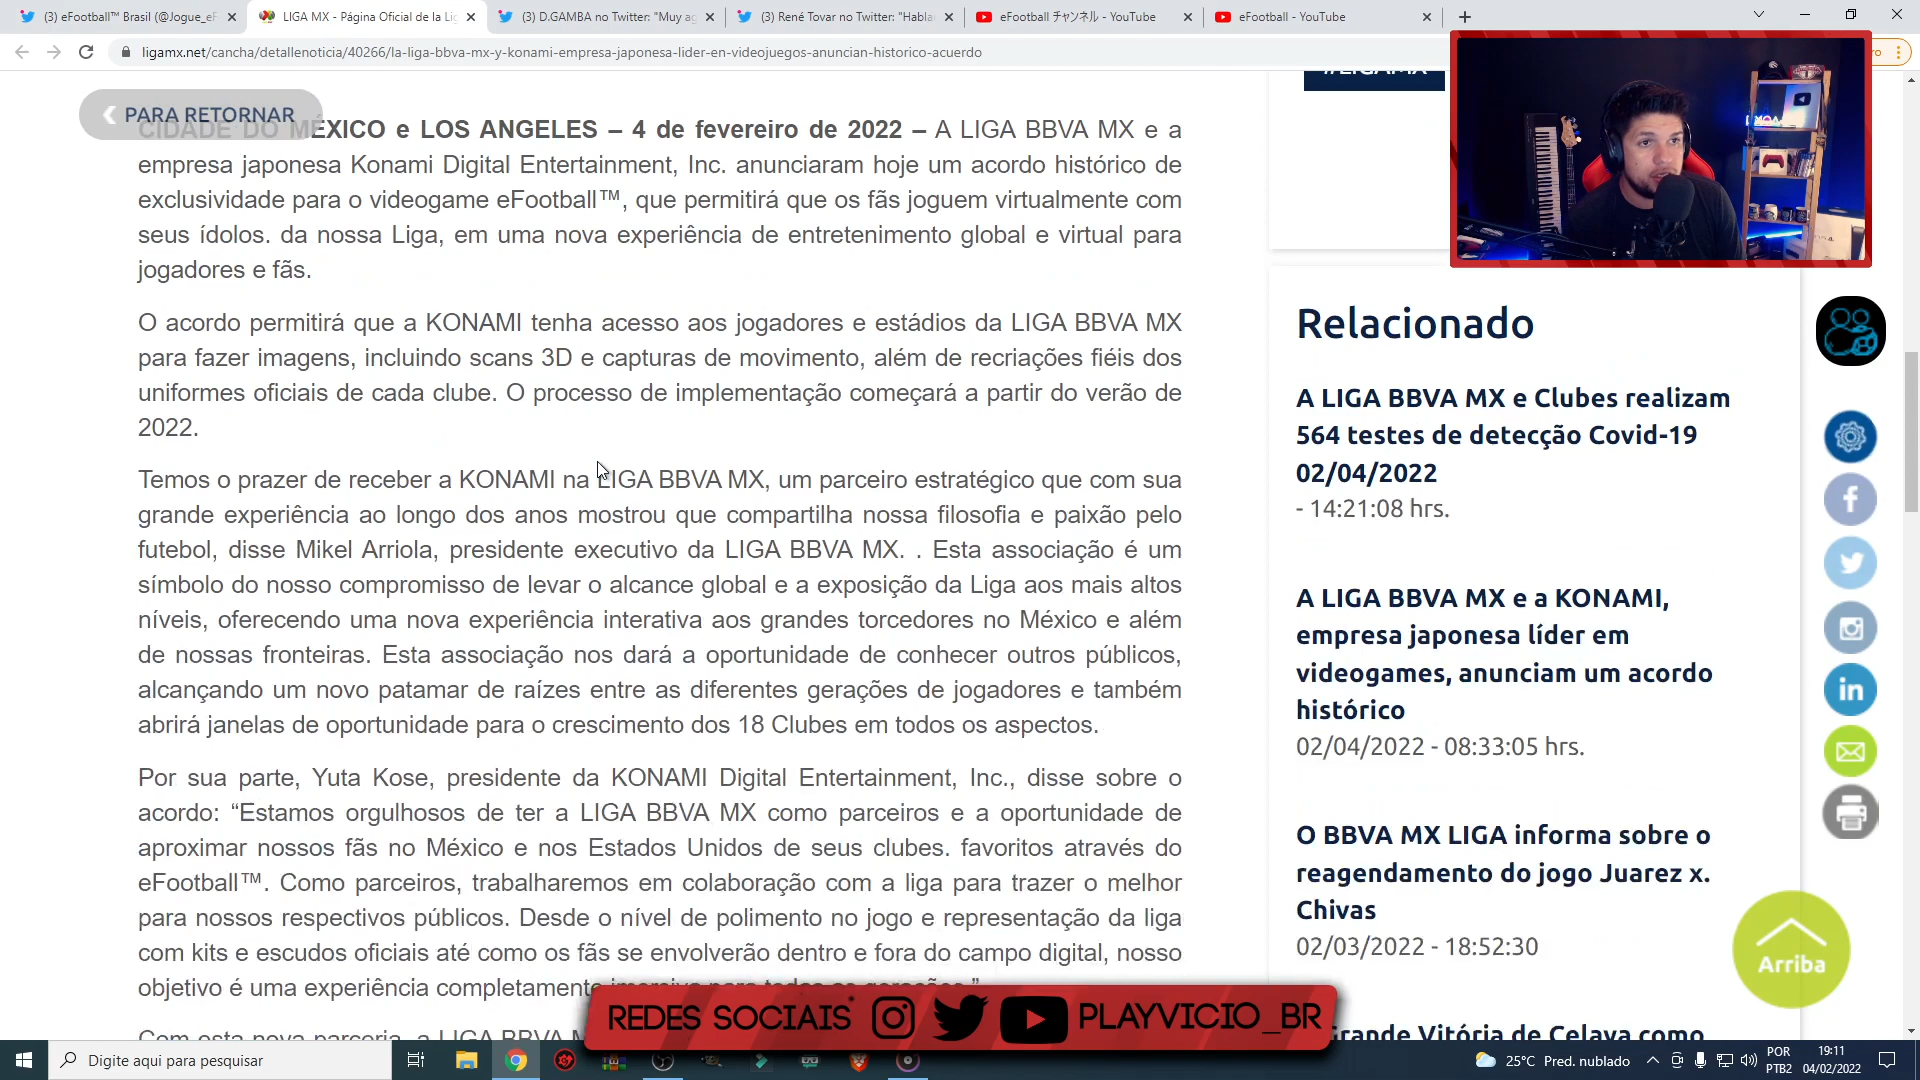 (3) eFootball™ Brasil (@Jogue_eF
LIGA MX - Página Oficial de la Lig
(3) D.GAMBA no Twitter: "Muy ag
(3) René Tovar no Twitter: "Habla
eFootball チャンネル - YouTube
eFootball - YouTube
ligamx.net/cancha/detallenoticia/40266/la-liga-bbva-mx-y-konami-empresa-japonesa-lider-en-videojuegos-anuncian-historico-acuerdo
PARA RETORNAR
CIDADE DO MÉXICO e LOS ANGELES – 4 de fevereiro de 2022 – A LIGA BBVA MX e a
empresa japonesa Konami Digital Entertainment, Inc. anunciaram hoje um acordo histórico de
exclusividade para o videogame eFootball™, que permitirá que os fãs joguem virtualmente com
seus ídolos. da nossa Liga, em uma nova experiência de entretenimento global e virtual para
jogadores e fãs.
O acordo permitirá que a KONAMI tenha acesso aos jogadores e estádios da LIGA BBVA MX
para fazer imagens, incluindo scans 3D e capturas de movimento, além de recriações fiéis dos
uniformes oficiais de cada clube. O processo de implementação começará a partir do verão de
2022.
Temos o prazer de receber a KONAMI na LIGA BBVA MX, um parceiro estratégico que com sua
grande experiência ao longo dos anos mostrou que compartilha nossa filosofia e paixão pelo
futebol, disse Mikel Arriola, presidente executivo da LIGA BBVA MX. . Esta associação é um
símbolo do nosso compromisso de levar o alcance global e a exposição da Liga aos mais altos
níveis, oferecendo uma nova experiência interativa aos grandes torcedores no México e além
de nossas fronteiras. Esta associação nos dará a oportunidade de conhecer outros públicos,
alcançando um novo patamar de raízes entre as diferentes gerações de jogadores e também
abrirá janelas de oportunidade para o crescimento dos 18 Clubes em todos os aspectos.
Por sua parte, Yuta Kose, presidente da KONAMI Digital Entertainment, Inc., disse sobre o
acordo: “Estamos orgulhosos de ter a LIGA BBVA MX como parceiros e a oportunidade de
aproximar nossos fãs no México e nos Estados Unidos de seus clubes. favoritos através do
eFootball™. Como parceiros, trabalharemos em colaboração com a liga para trazer o melhor
para nossos respectivos públicos. Desde o nível de polimento no jogo e representação da liga
com kits e escudos oficiais até como os fãs se envolverão dentro e fora do campo digital, nosso
objetivo é uma experiência completamente imersiva para todas as gerações.”
Com esta nova parceria, a LIGA BBVA M
#LIGAMX
Relacionado
A LIGA BBVA MX e Clubes realizam
564 testes de detecção Covid-19
02/04/2022
- 14:21:08 hrs.
A LIGA BBVA MX e a KONAMI,
empresa japonesa líder em
videogames, anunciam um acordo
histórico
02/04/2022 - 08:33:05 hrs.
O BBVA MX LIGA informa sobre o
reagendamento do jogo Juarez x.
Chivas
02/03/2022 - 18:52:30
Grande Vitória de Celaya como
Arriba
REDES SOCIAIS PLAYVICIO_BR
Digite aqui para pesquisar
25°C Pred. nublado
POR
PTB2
19:11
04/02/2022